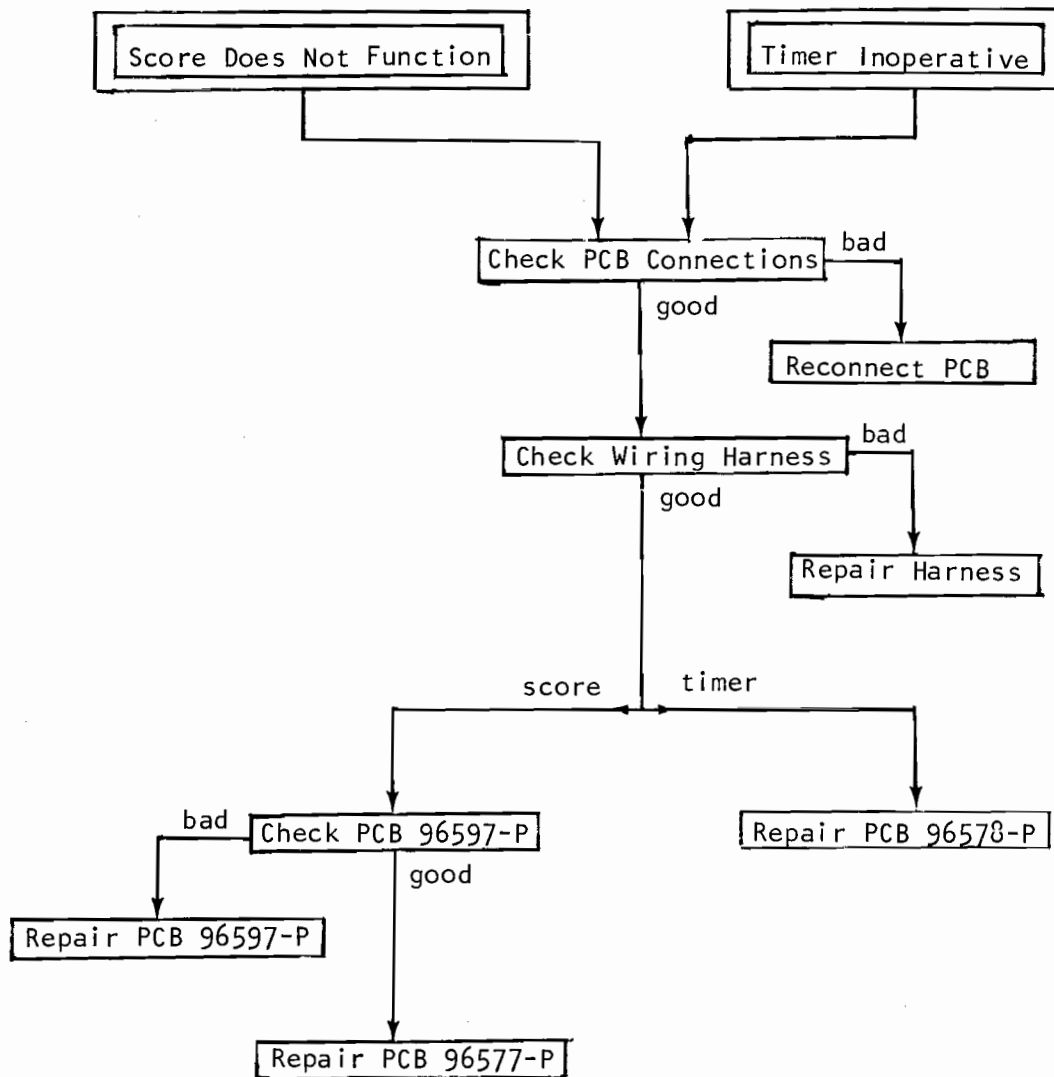 Score Does Not Function
Timer Inoperative
Check PCB Connections
bad
good
Reconnect PCB
Check Wiring Harness
bad
good
Repair Harness
score
timer
bad
Check PCB 96597-P
Repair PCB 96578-P
good
Repair PCB 96597-P
Repair PCB 96577-P